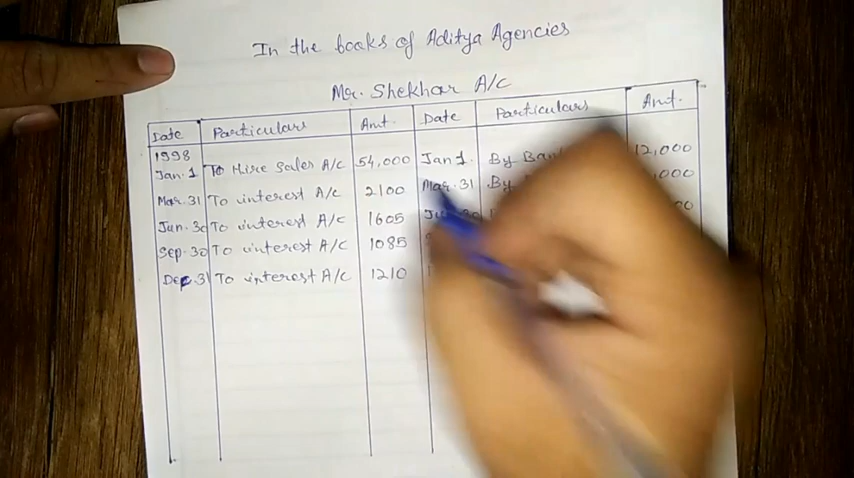 In the books of Aditya Agencies
Mr. Shekhar A/C
Date Particulars Amt. Date Particulars Amt.
1998
Jan. 1 To Hire Sales A/C 54,000 Jan 1. By 12,000
Mar. 31 To interest A/C 2100 Mar. 31 By
Jun. 30 To interest A/C 1605
Sep. 30 To interest A/C 1085
Dec. 31 To interest A/C 1210